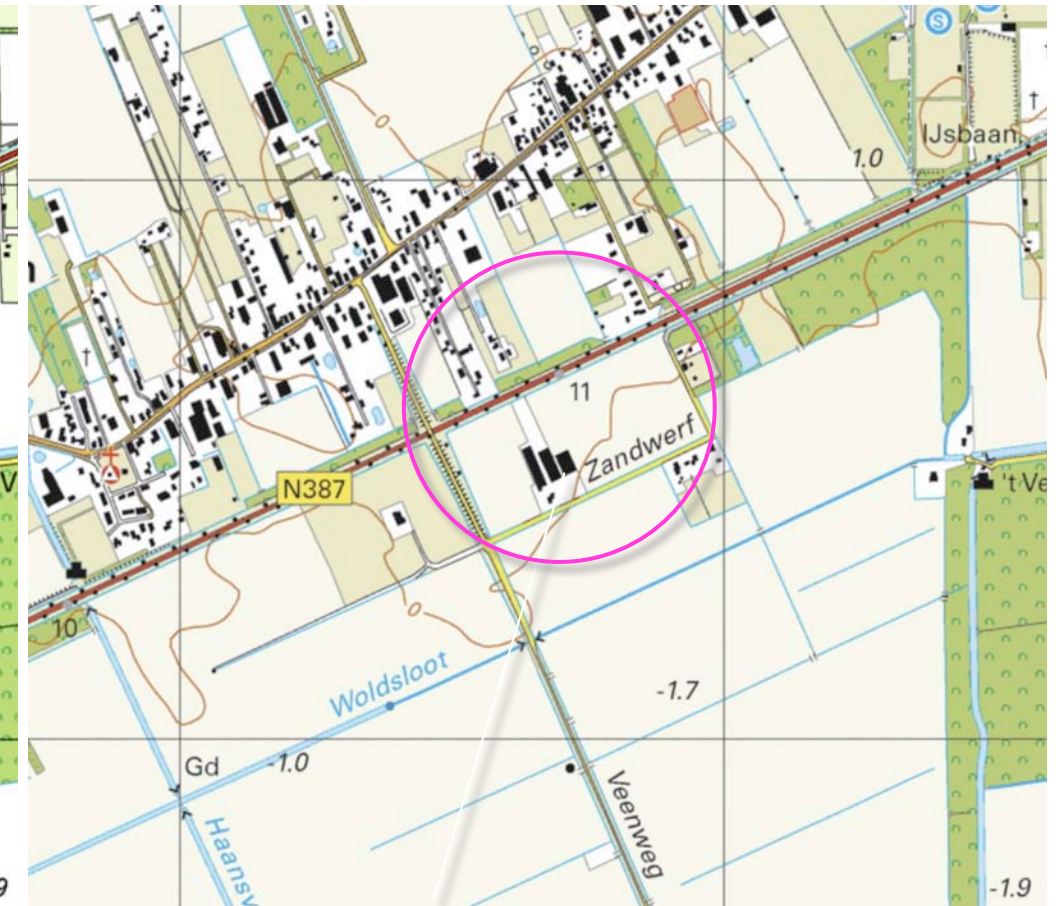 S
0
IJsbaan
1.0
11
Zandwerf
V
N387
't Ve
10
0
Woldsloot
-1.7
Gd
-1.0
Veenweg
Haansv
9
-1.9